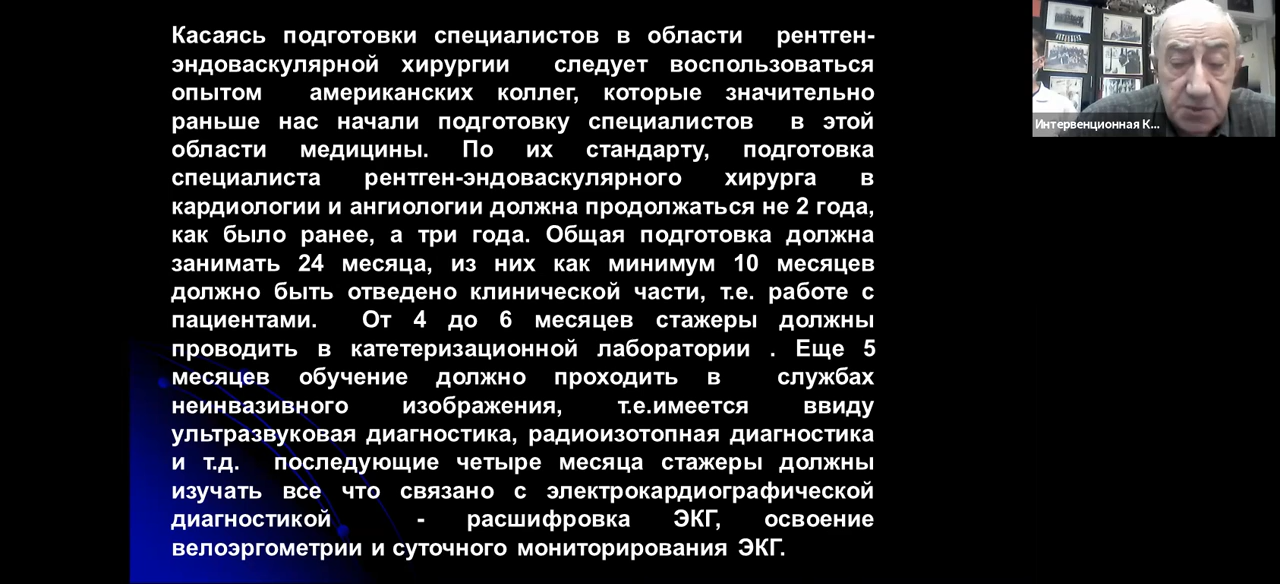 Касаясь подготовки специалистов в области рентген-
эндоваскулярной хирургии следует воспользоваться
опытом американских коллег, которые значительно
раньше нас начали подготовку специалистов в этой
области медицины. По их стандарту, подготовка
специалиста рентген-эндоваскулярного хирурга в
кардиологии и ангиологии должна продолжаться не 2 года,
как было ранее, а три года. Общая подготовка должна
занимать 24 месяца, из них как минимум 10 месяцев
должно быть отведено клинической части, т.е. работе с
пациентами. От 4 до 6 месяцев стажеры должны
проводить в катетеризационной лаборатории . Еще 5
месяцев обучение должно проходить в службах
неинвазивного изображения, т.е.имеется ввиду
ультразвуковая диагностика, радиоизотопная диагностика
и т.д. последующие четыре месяца стажеры должны
изучать все что связано с электрокардиографической
диагностикой - расшифровка ЭКГ, освоение
велоэргометрии и суточного мониторирования ЭКГ.
Интервенционная К...